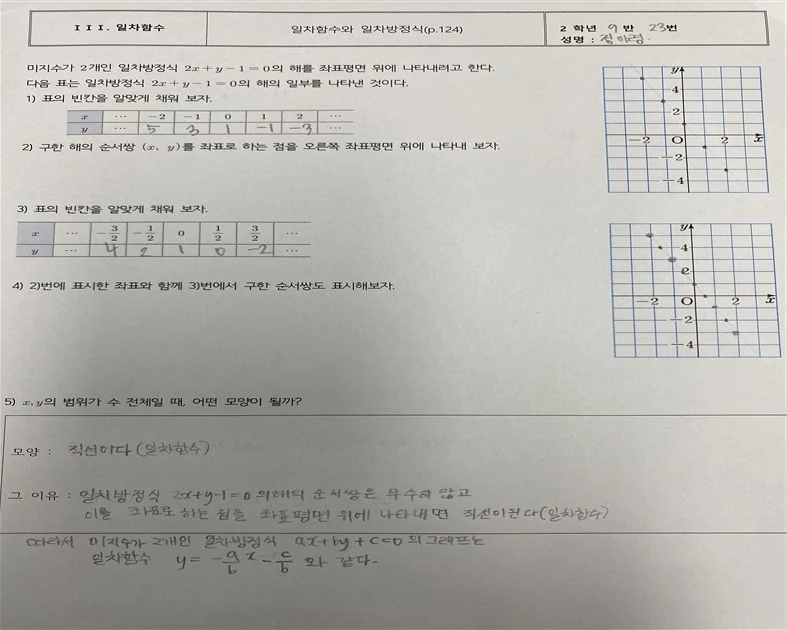 III. 일차함수
일차함수와 일차방정식(p.124)
2 학년 9 반 23번
성명 :
미지수가 2개인 일차방정식 2x+y-1=0의 해를 좌표평면 위에 나타내려고 한다.
다음 표는 일차방정식 2x+y-1=0의 해의 일부를 나타낸 것이다.
1) 표의 빈칸을 알맞게 채워 보자.
x ⋯ -2 -1 0 1 2 ⋯
y ⋯ 5 3 1 -1 -3 ⋯
2) 구한 해의 순서쌍 (x, y)를 좌표로 하는 점을 오른쪽 좌표평면 위에 나타내 보자.
y
4
2
-2 O 2 x
-2
-4
3) 표의 빈칸을 알맞게 채워 보자.
x ⋯ -3/2 -1/2 0 1/2 3/2 ⋯
y ⋯ 4 2 1 0 -2 ⋯
4) 2)번에 표시한 좌표와 함께 3)번에서 구한 순서쌍도 표시해보자.
y
4
2
-2 O 2 x
-2
-4
5) x, y의 범위가 수 전체일 때, 어떤 모양이 될까?
모양 : 직선이다 (일차함수)
그 이유 : 일차방정식 2x+y-1=0의해의 순서쌍은 무수히 많고
이를 좌표로 하는 점을 좌표평면 위에 나타내면 직선이된다(일차함수)
따라서 미지수가 2개인 일차방정식 ax+by+c=0의그래프는
일차함수 y=-a/b x-c/b 와 같다.